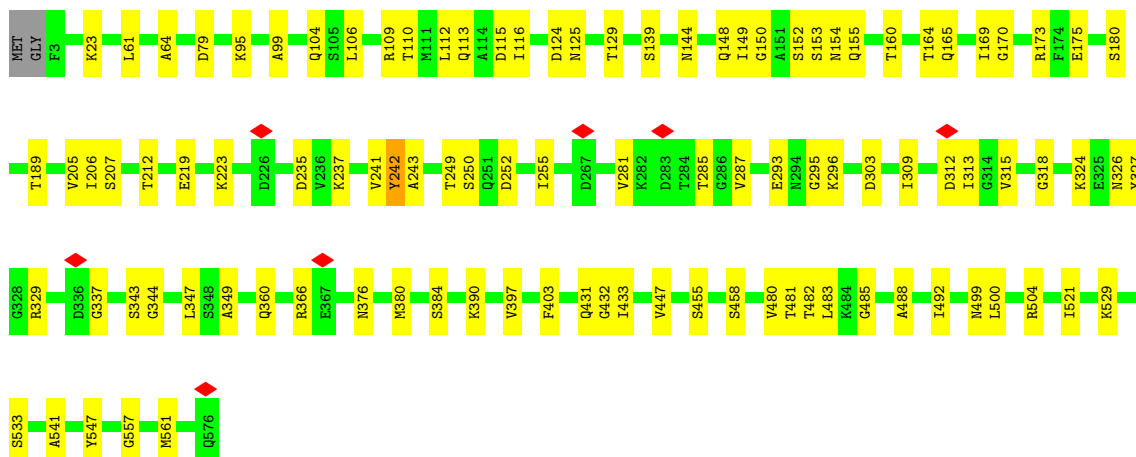 MET GLY F3 K23 L61 A64 D79 K95 A99 Q104 S105 L106 R109 T110 M111 L112 Q113 A114 D115 I116 D124 N125 T129 S139 N144 Q148 I149 G150 A151 S152 S153 N154 Q155 T160 T164 Q165 I169 G170 R173 F174 E175 S180
T189 V205 I206 S207 T212 E219 K223 D226 D235 V236 K237 V241 Y242 A243 T249 S250 Q251 D252 I255 D267 V281 K282 D283 T284 T285 G286 V287 E293 N294 G295 K296 D303 I309 D312 I313 G314 V315 G318 K324 E325 N326
G328 R329 D336 G337 S343 G344 L347 S348 A349 Q360 R366 E367 N376 M380 S384 K390 V397 F403 Q431 G432 I433 V447 S455 S458 V480 T481 T482 L483 K484 G485 A488 I492 N499 L500 R504 I521 K529
S533 A541 Y547 G557 M561 Q576